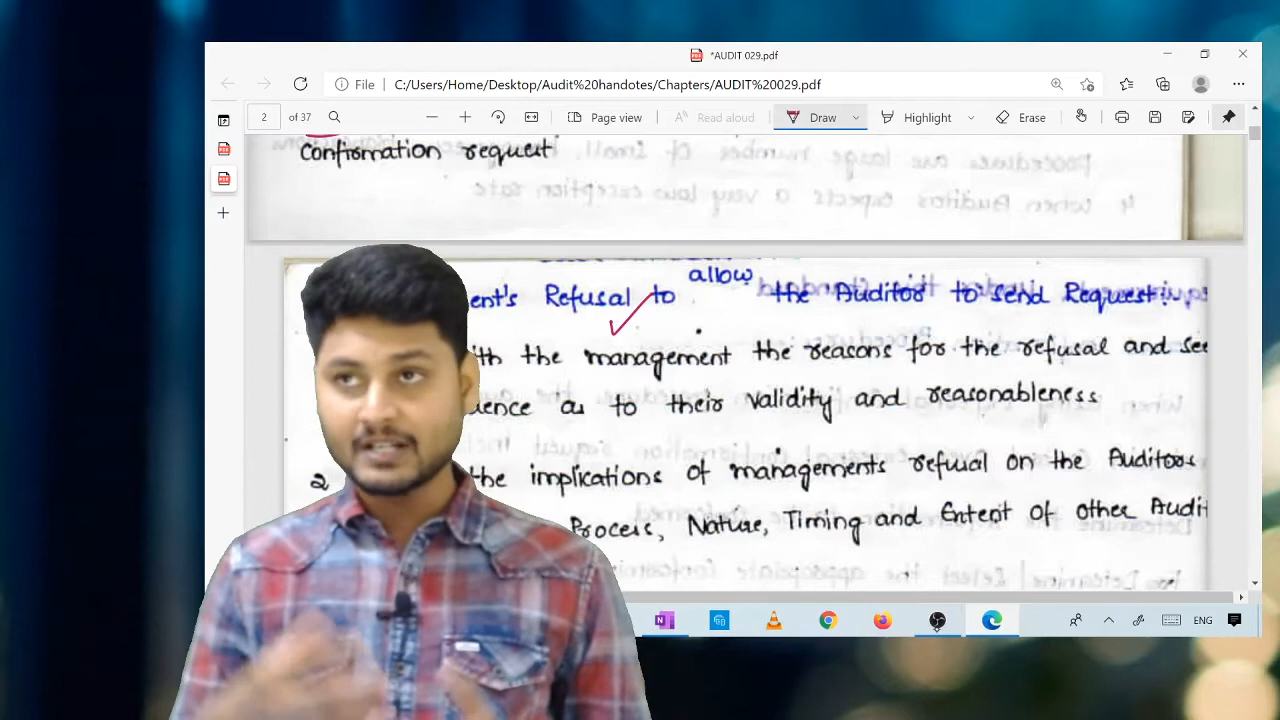 *AUDIT 029.pdf
File | C:/Users/Home/Desktop/Audit%20handotes/Chapters/AUDIT%20029.pdf
2 of 37 Page view Read aloud Draw Highlight Erase
Confirmation request
ent's Refusal to allow the Auditor to send Request:
ith the management the reasons for the refusal and see
dence as to their validity and reasonableness
2 the implications of managements refusal on the Auditors
Process, Nature, Timing and Extent of other Audit
ENG